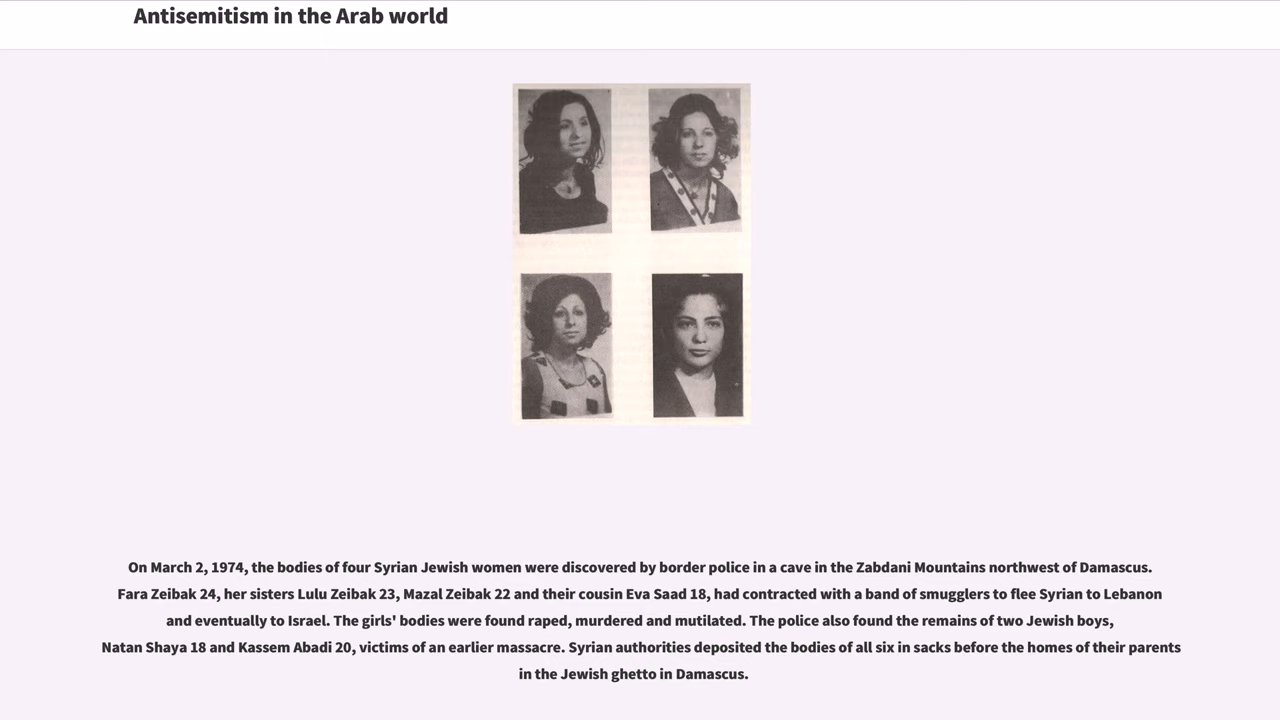 Antisemitism in the Arab world
On March 2, 1974, the bodies of four Syrian Jewish women were discovered by border police in a cave in the Zabdani Mountains northwest of Damascus.
Fara Zeibak 24, her sisters Lulu Zeibak 23, Mazal Zeibak 22 and their cousin Eva Saad 18, had contracted with a band of smugglers to flee Syrian to Lebanon
and eventually to Israel. The girls' bodies were found raped, murdered and mutilated. The police also found the remains of two Jewish boys,
Natan Shaya 18 and Kassem Abadi 20, victims of an earlier massacre. Syrian authorities deposited the bodies of all six in sacks before the homes of their parents
in the Jewish ghetto in Damascus.